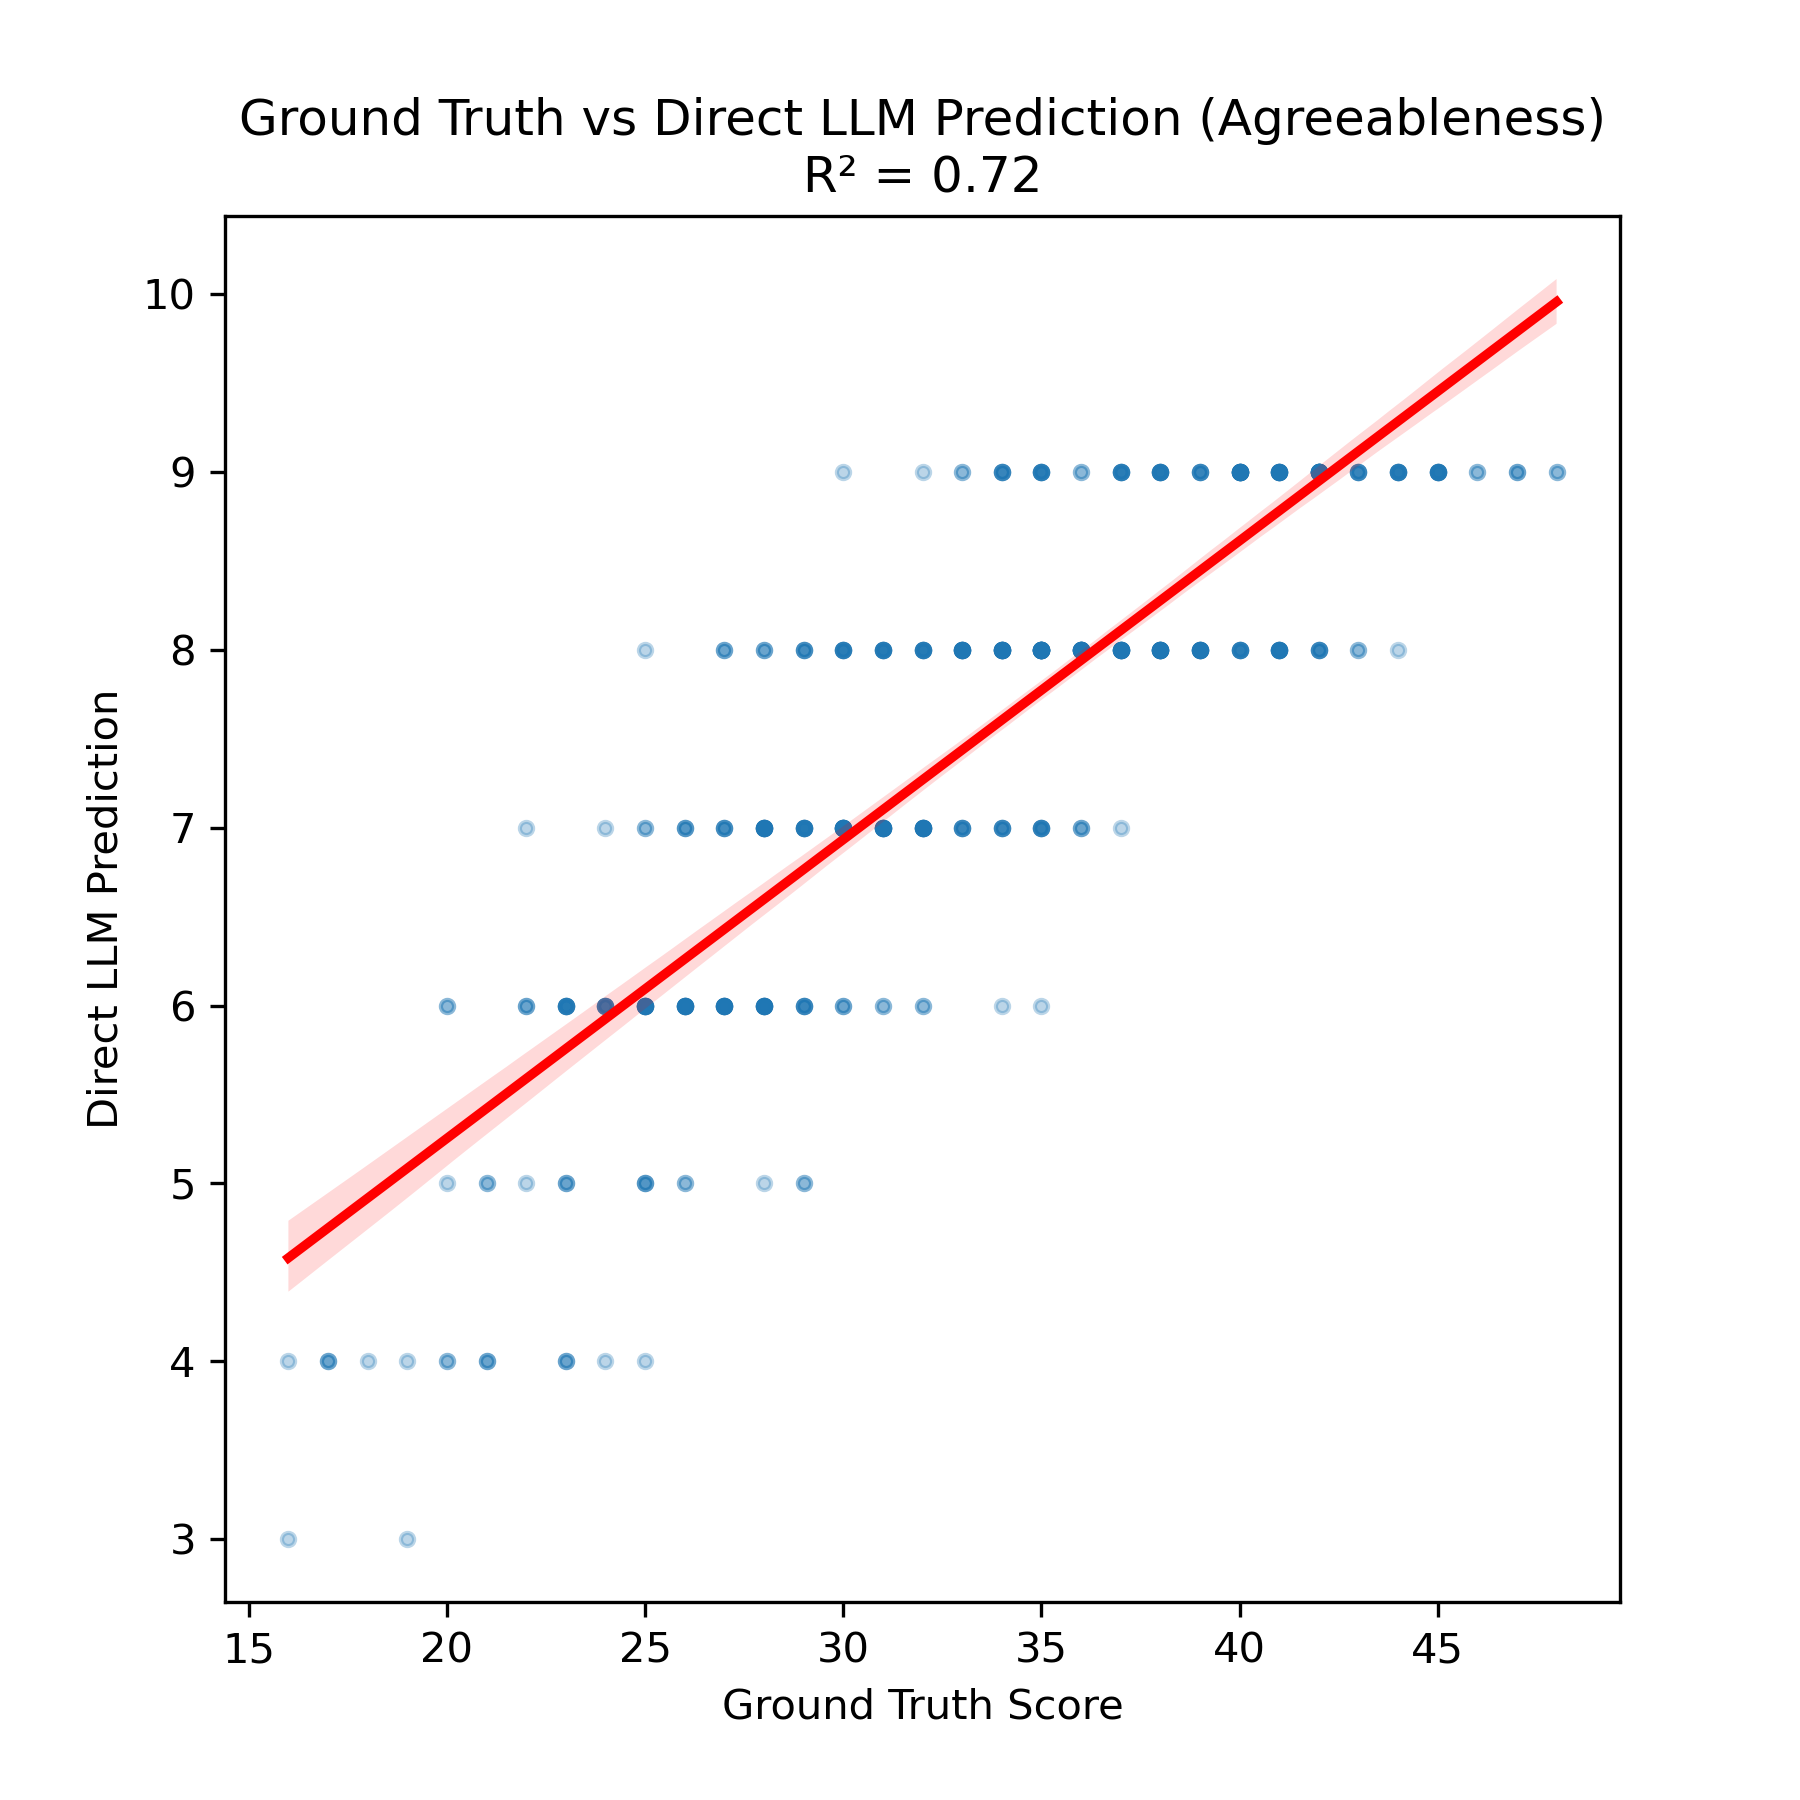 Ground Truth vs Direct LLM Prediction (Agreeableness)
R² = 0.72
Direct LLM Prediction
10
9
8
7
6
5
4
3
15 20 25 30 35 40 45
Ground Truth Score